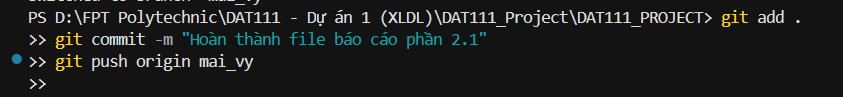 PS D:\FPT Polytechnic\DAT111 - Dự án 1 (XLDL)\DAT111_Project\DAT111_PROJECT> git add .
>> git commit -m "Hoàn thành file báo cáo phần 2.1"
>> git push origin mai_vy
>>